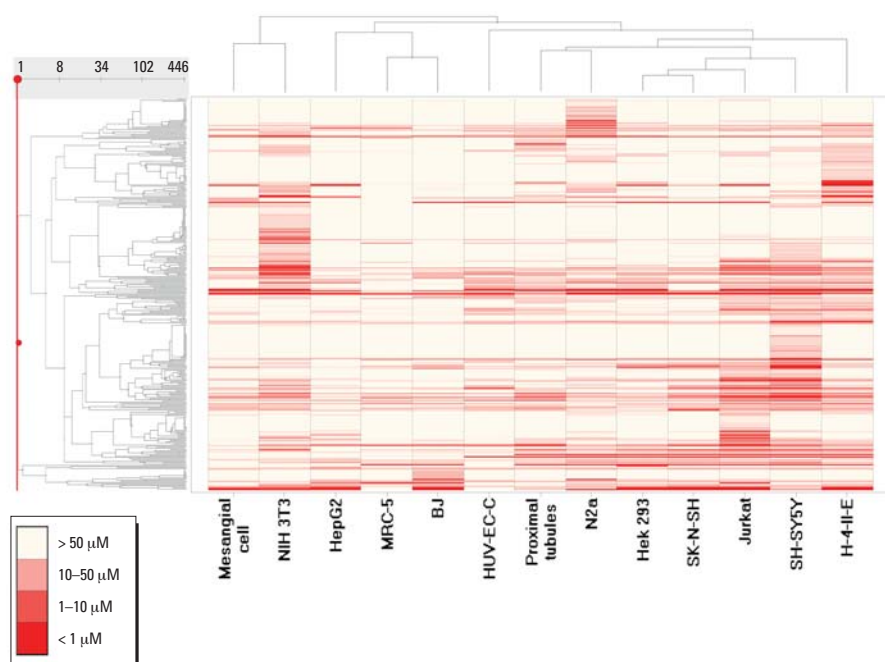 1 8 34 102 446
Mesangial
cell
NIH 3T3
HepG2
MRC-5
BJ
HUV-EC-C
Proximal
tubules
N2a
Hek 293
SK-N-SH
Jurkat
SH-SY5Y
H-4-II-E
> 50 μM
10–50 μM
1–10 μM
< 1 μM